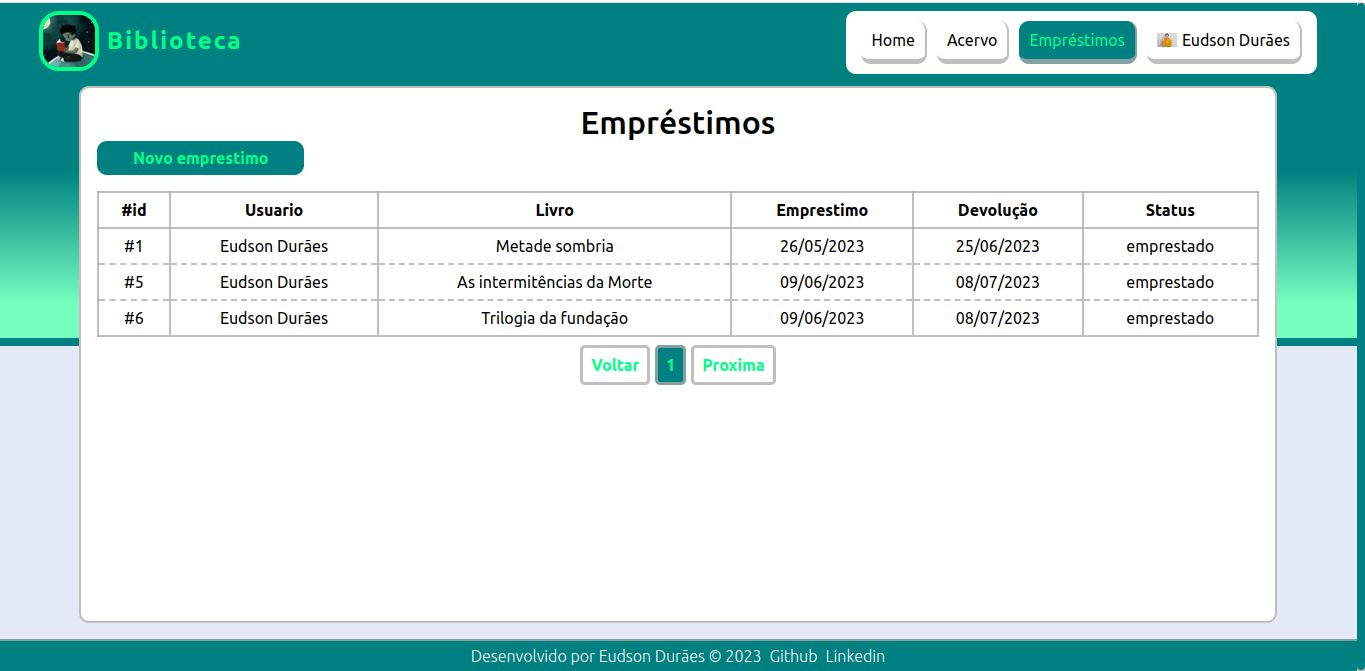 Biblioteca
Home Acervo Empréstimos Eudson Durães
Empréstimos
Novo emprestimo
#id Usuario Livro Emprestimo Devolução Status
#1 Eudson Durães Metade sombria 26/05/2023 25/06/2023 emprestado
#5 Eudson Durães As intermitências da Morte 09/06/2023 08/07/2023 emprestado
#6 Eudson Durães Trilogia da fundação 09/06/2023 08/07/2023 emprestado
Voltar 1 Proxima
Desenvolvido por Eudson Durães © 2023 Github Linkedin